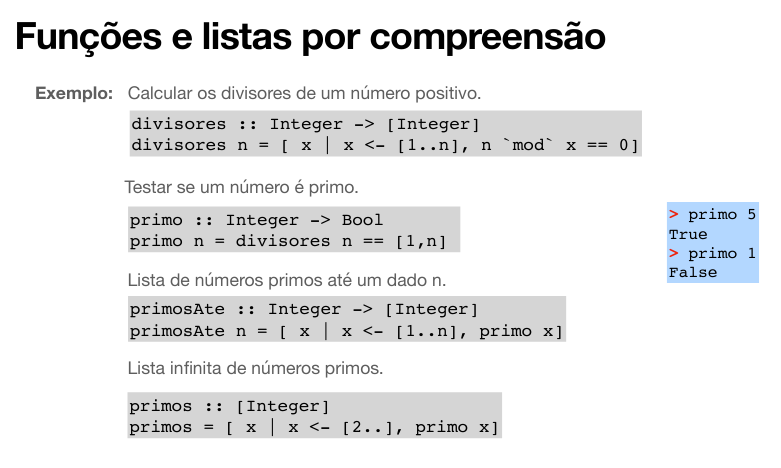 Funções e listas por compreensão
Exemplo: Calcular os divisores de um número positivo.
divisores :: Integer -> [Integer]
divisores n = [ x | x <- [1..n], n `mod` x == 0]
Testar se um número é primo.
primo :: Integer -> Bool
primo n = divisores n == [1,n]
> primo 5
True
> primo 1
False
Lista de números primos até um dado n.
primosAte :: Integer -> [Integer]
primosAte n = [ x | x <- [1..n], primo x]
Lista infinita de números primos.
primos :: [Integer]
primos = [ x | x <- [2..], primo x]